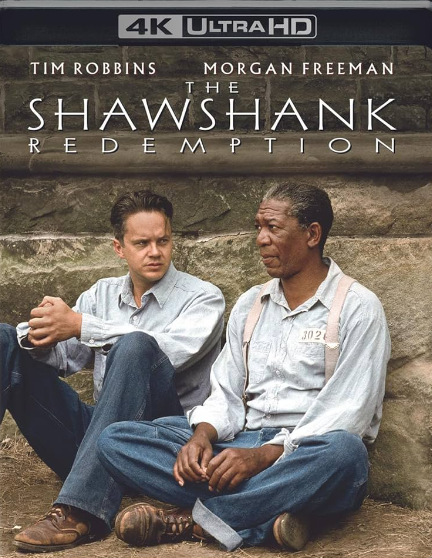 4K ULTRA HD
TIM ROBBINS MORGAN FREEMAN
THE
SHAWSHANK
REDEMPTION